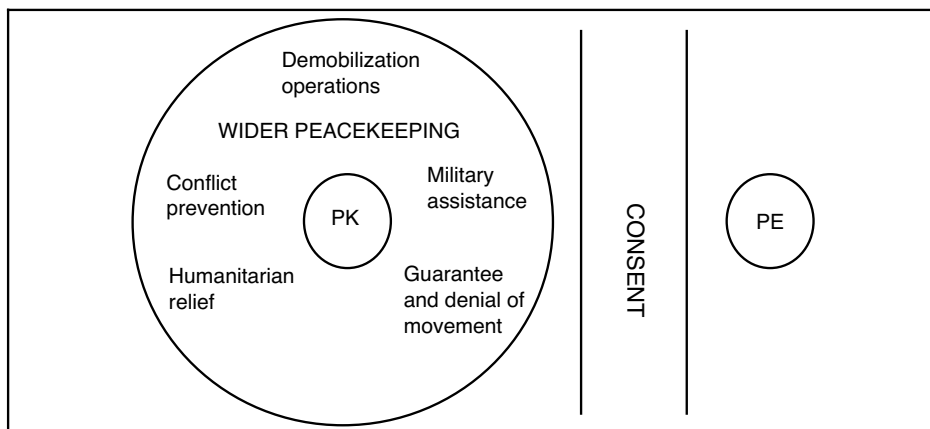 Demobilization
operations
WIDER PEACEKEEPING
Conflict
prevention
Military
assistance
PK
Humanitarian
relief
Guarantee
and denial of
movement
CONSENT
PE